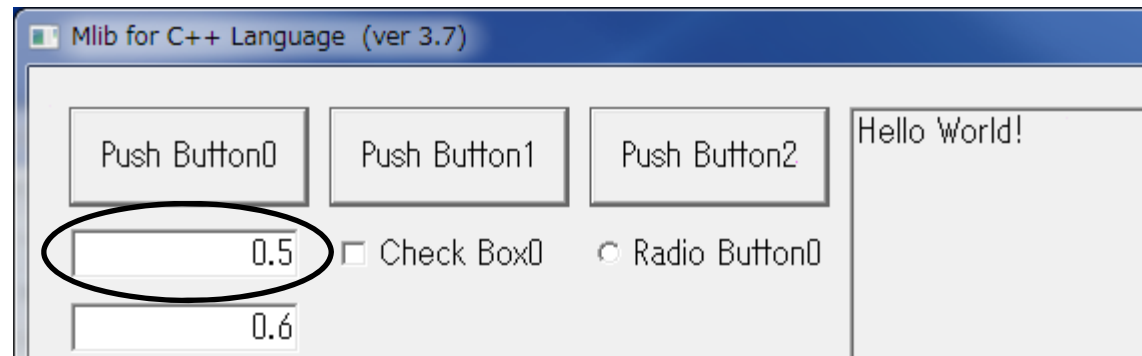 Mlib for C++ Language (ver 3.7)
Push Button0 Push Button1 Push Button2 Hello World!
0.5 Check Box0 Radio Button0
0.6